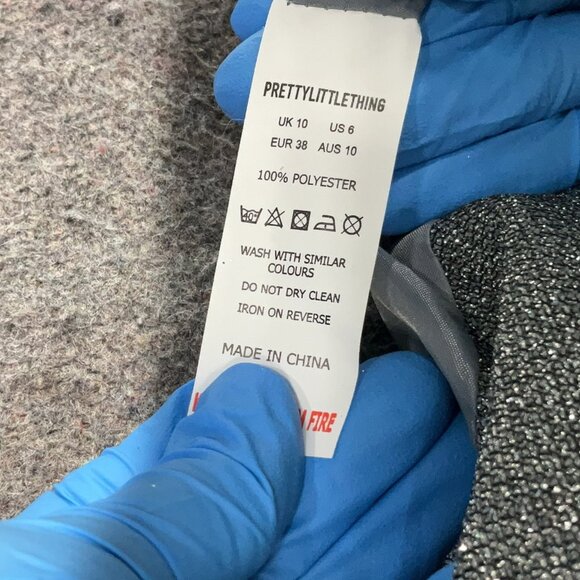 PRETTYLITTLETHING
UK 10 US 6
EUR 38 AUS 10
100% POLYESTER
40°
WASH WITH SIMILAR
COLOURS
DO NOT DRY CLEAN
IRON ON REVERSE
MADE IN CHINA
FIRE